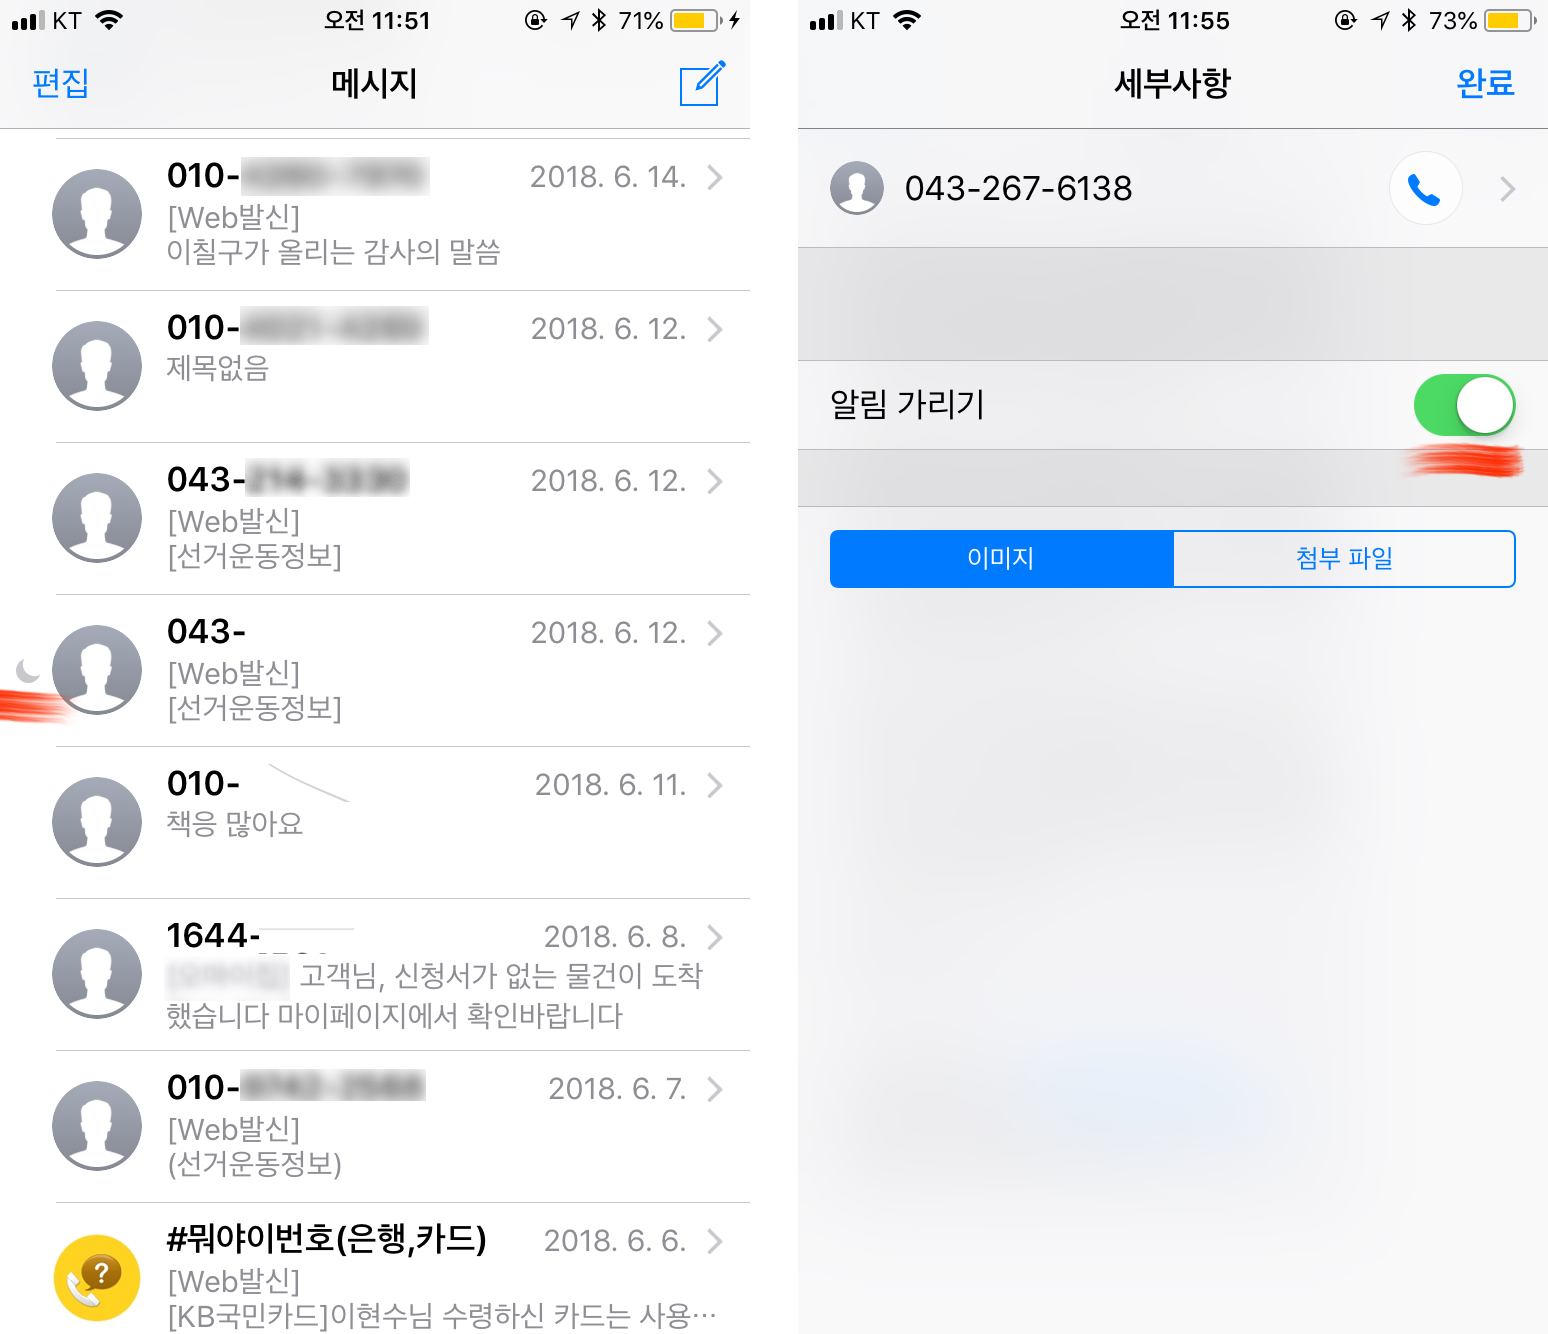 KT 오전 11:51 71%
편집 메시지
010- 2018. 6. 14.
[Web발신]
이칠구가 올리는 감사의 말씀
010- 2018. 6. 12.
제목없음
043- 2018. 6. 12.
[Web발신]
[선거운동정보]
043- 2018. 6. 12.
[Web발신]
[선거운동정보]
010- 2018. 6. 11.
책응 많아요
1644- 2018. 6. 8.
고객님, 신청서가 없는 물건이 도착
했습니다 마이페이지에서 확인바랍니다
010- 2018. 6. 7.
[Web발신]
(선거운동정보)
#뭐야이번호(은행,카드) 2018. 6. 6.
[Web발신]
[KB국민카드]이현수님 수령하신 카드는 사용…
KT 오전 11:55 73%
세부사항 완료
043-267-6138
알림 가리기
이미지 첨부 파일